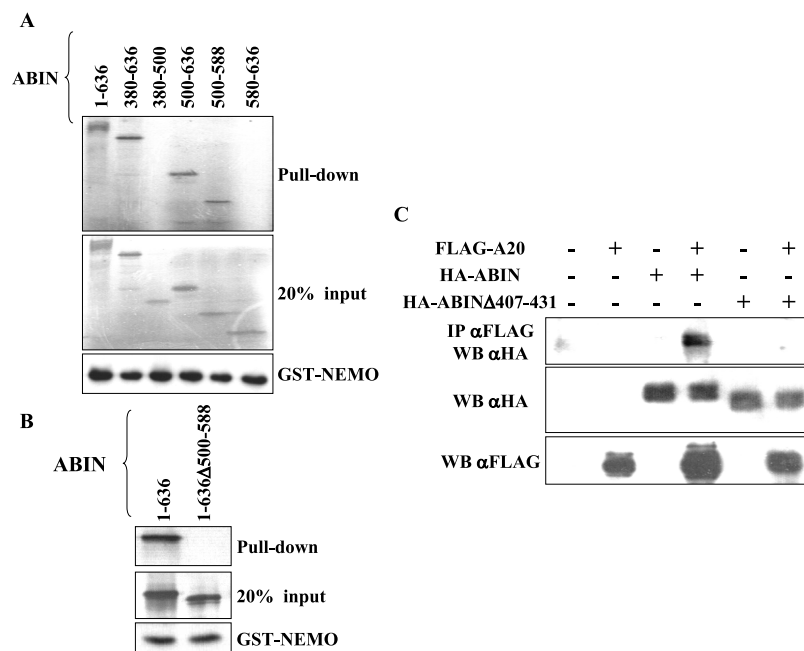 A
ABIN
1-636
380-636
380-500
500-636
500-588
580-636
Pull-down
20% input
GST-NEMO
B
ABIN
1-636
1-636Δ500-588
Pull-down
20% input
GST-NEMO
C
FLAG-A20 - + - + - +
HA-ABIN - - + + - -
HA-ABINΔ407-431 - - - - + +
IP αFLAG
WB αHA
WB αHA
WB αFLAG